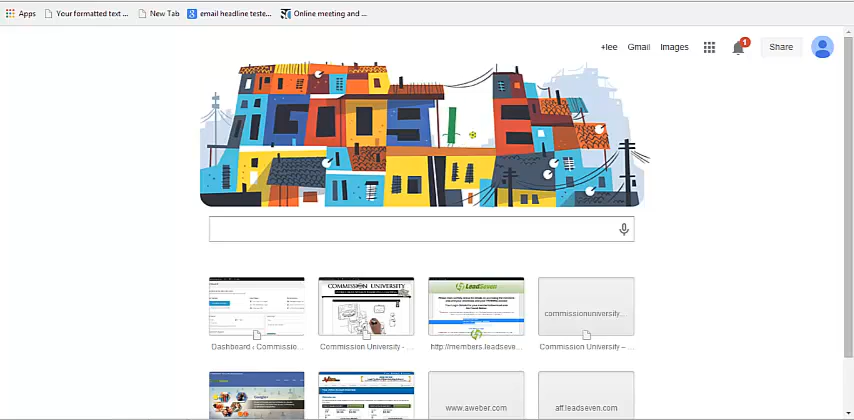 Apps Your formatted text ... New Tab email headline teste... Online meeting and ...
+lee Gmail Images 1 Share
GOOGLE
COMMISSION UNIVERSITY LeadSeven commissionuniversity...
Dashboard ‹ Commissio... Commission University - ... http://members.leadseve... Commission University – ...
www.aweber.com aff.leadseven.com